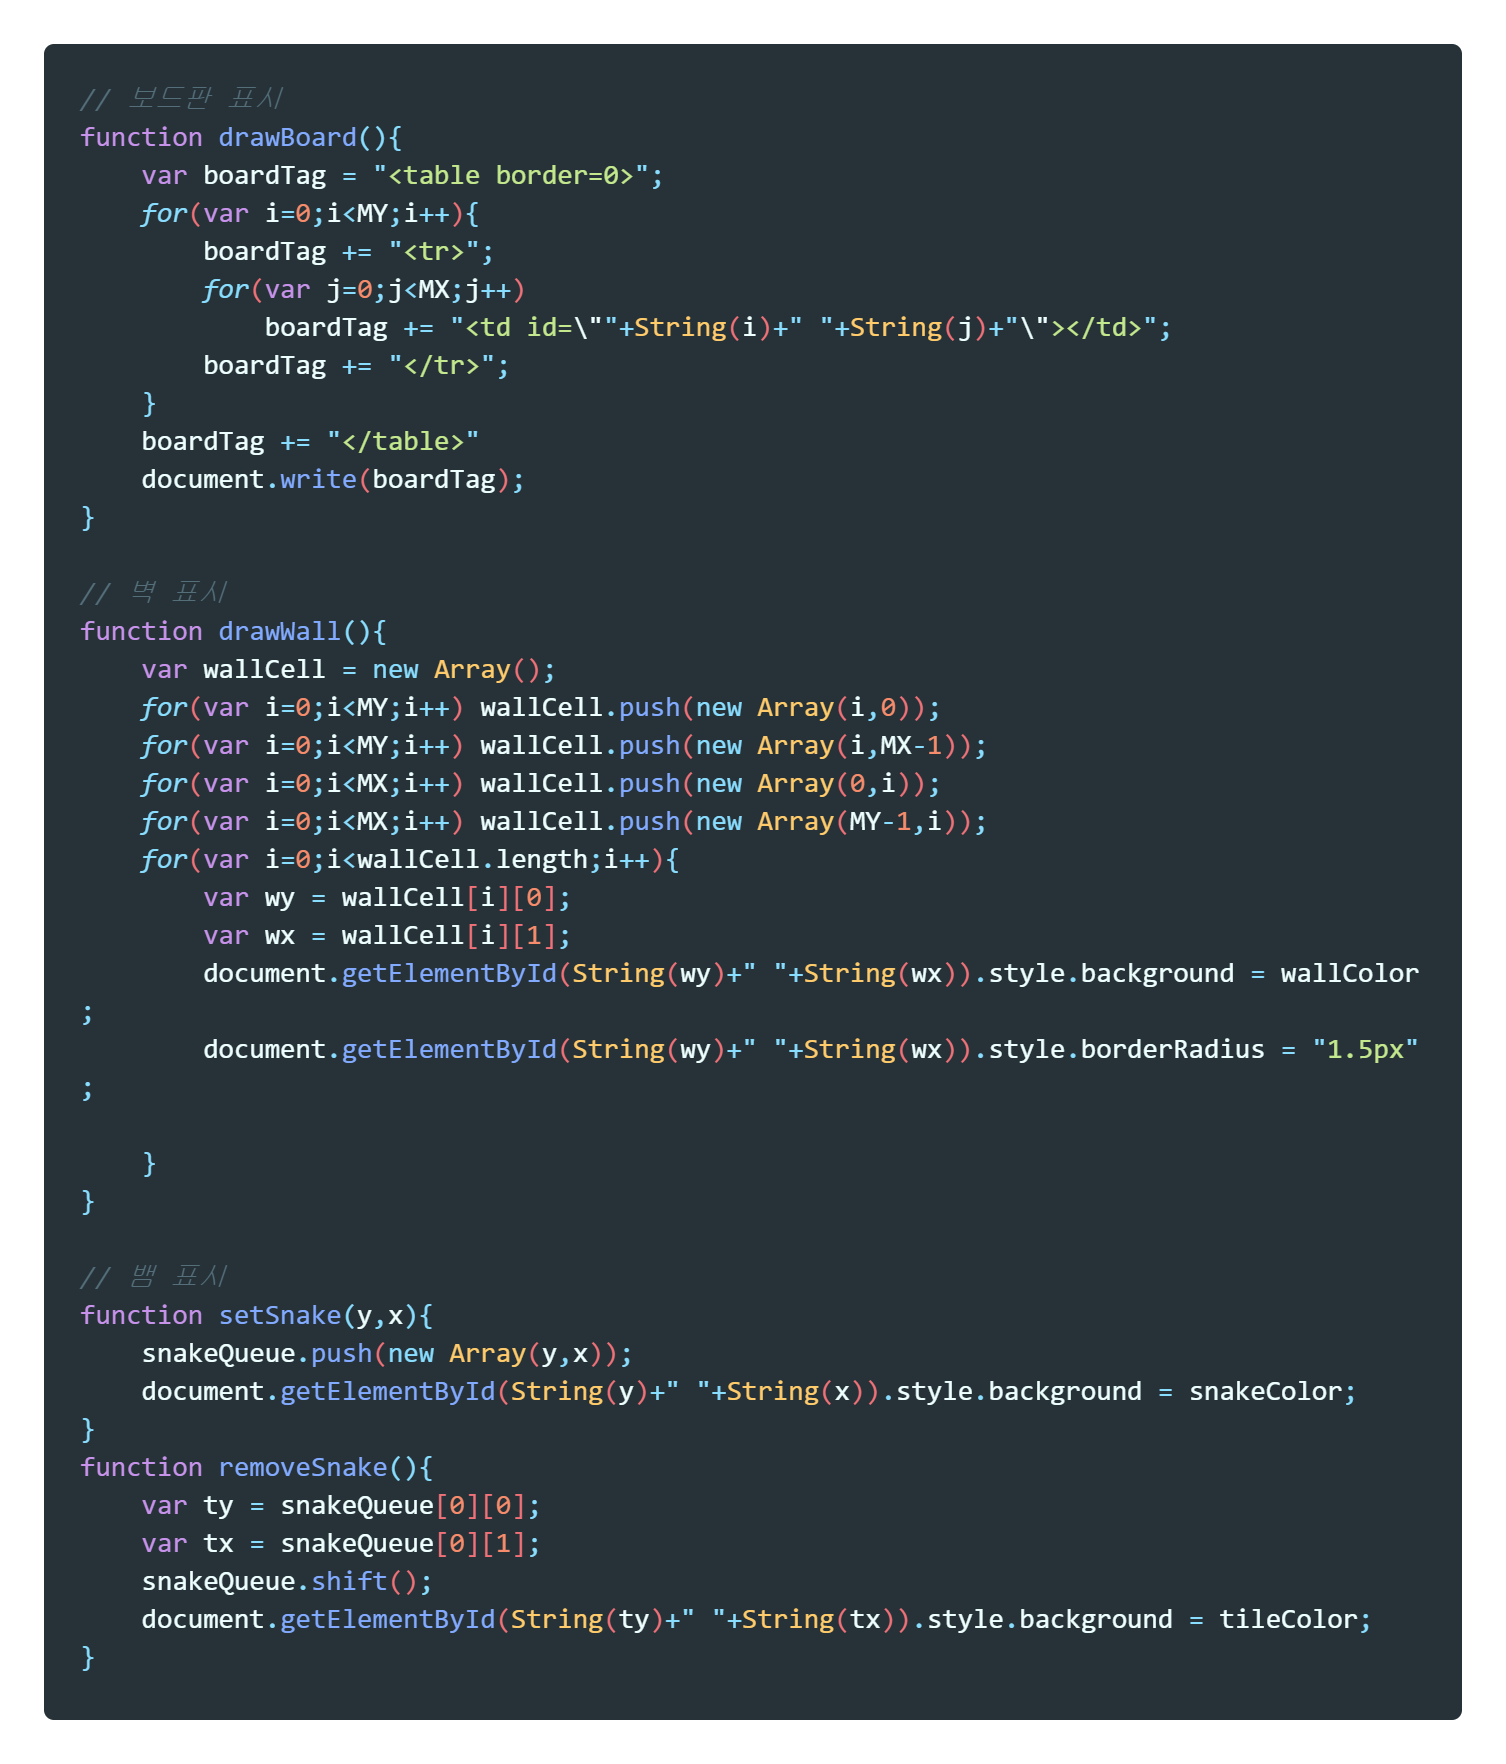 // 보드판 표시
function drawBoard(){
    var boardTag = "<table border=0>";
    for(var i=0;i<MY;i++){
        boardTag += "<tr>";
        for(var j=0;j<MX;j++)
            boardTag += "<td id=\""+String(i)+" "+String(j)+"\"></td>";
        boardTag += "</tr>";
    }
    boardTag += "</table>"
    document.write(boardTag);
}

// 벽 표시
function drawWall(){
    var wallCell = new Array();
    for(var i=0;i<MY;i++) wallCell.push(new Array(i,0));
    for(var i=0;i<MY;i++) wallCell.push(new Array(i,MX-1));
    for(var i=0;i<MX;i++) wallCell.push(new Array(0,i));
    for(var i=0;i<MX;i++) wallCell.push(new Array(MY-1,i));
    for(var i=0;i<wallCell.length;i++){
        var wy = wallCell[i][0];
        var wx = wallCell[i][1];
        document.getElementById(String(wy)+" "+String(wx)).style.background = wallColor
;
        document.getElementById(String(wy)+" "+String(wx)).style.borderRadius = "1.5px"
;

    }
}

// 뱀 표시
function setSnake(y,x){
    snakeQueue.push(new Array(y,x));
    document.getElementById(String(y)+" "+String(x)).style.background = snakeColor;
}
function removeSnake(){
    var ty = snakeQueue[0][0];
    var tx = snakeQueue[0][1];
    snakeQueue.shift();
    document.getElementById(String(ty)+" "+String(tx)).style.background = tileColor;
}